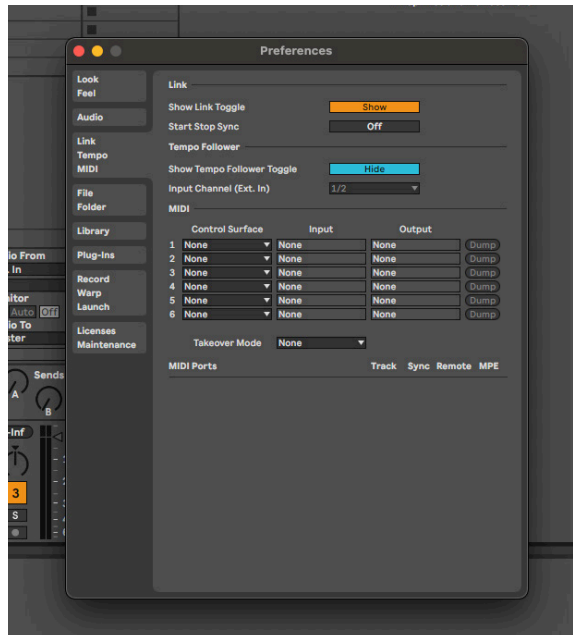 Preferences
Look
Feel
Audio
Link
Tempo
MIDI
File
Folder
Library
Plug-Ins
Record
Warp
Launch
Licenses
Maintenance
Link
Show Link Toggle Show
Start Stop Sync Off
Tempo Follower
Show Tempo Follower Toggle Hide
Input Channel (Ext. In) 1/2
MIDI
Control Surface Input Output
1 None None None Dump
2 None None None Dump
3 None None None Dump
4 None None None Dump
5 None None None Dump
6 None None None Dump
Takeover Mode None
MIDI Ports Track Sync Remote MPE
io From
In
itor
Auto Off
io To
ster
Sends
A
B
-Inf
3
S